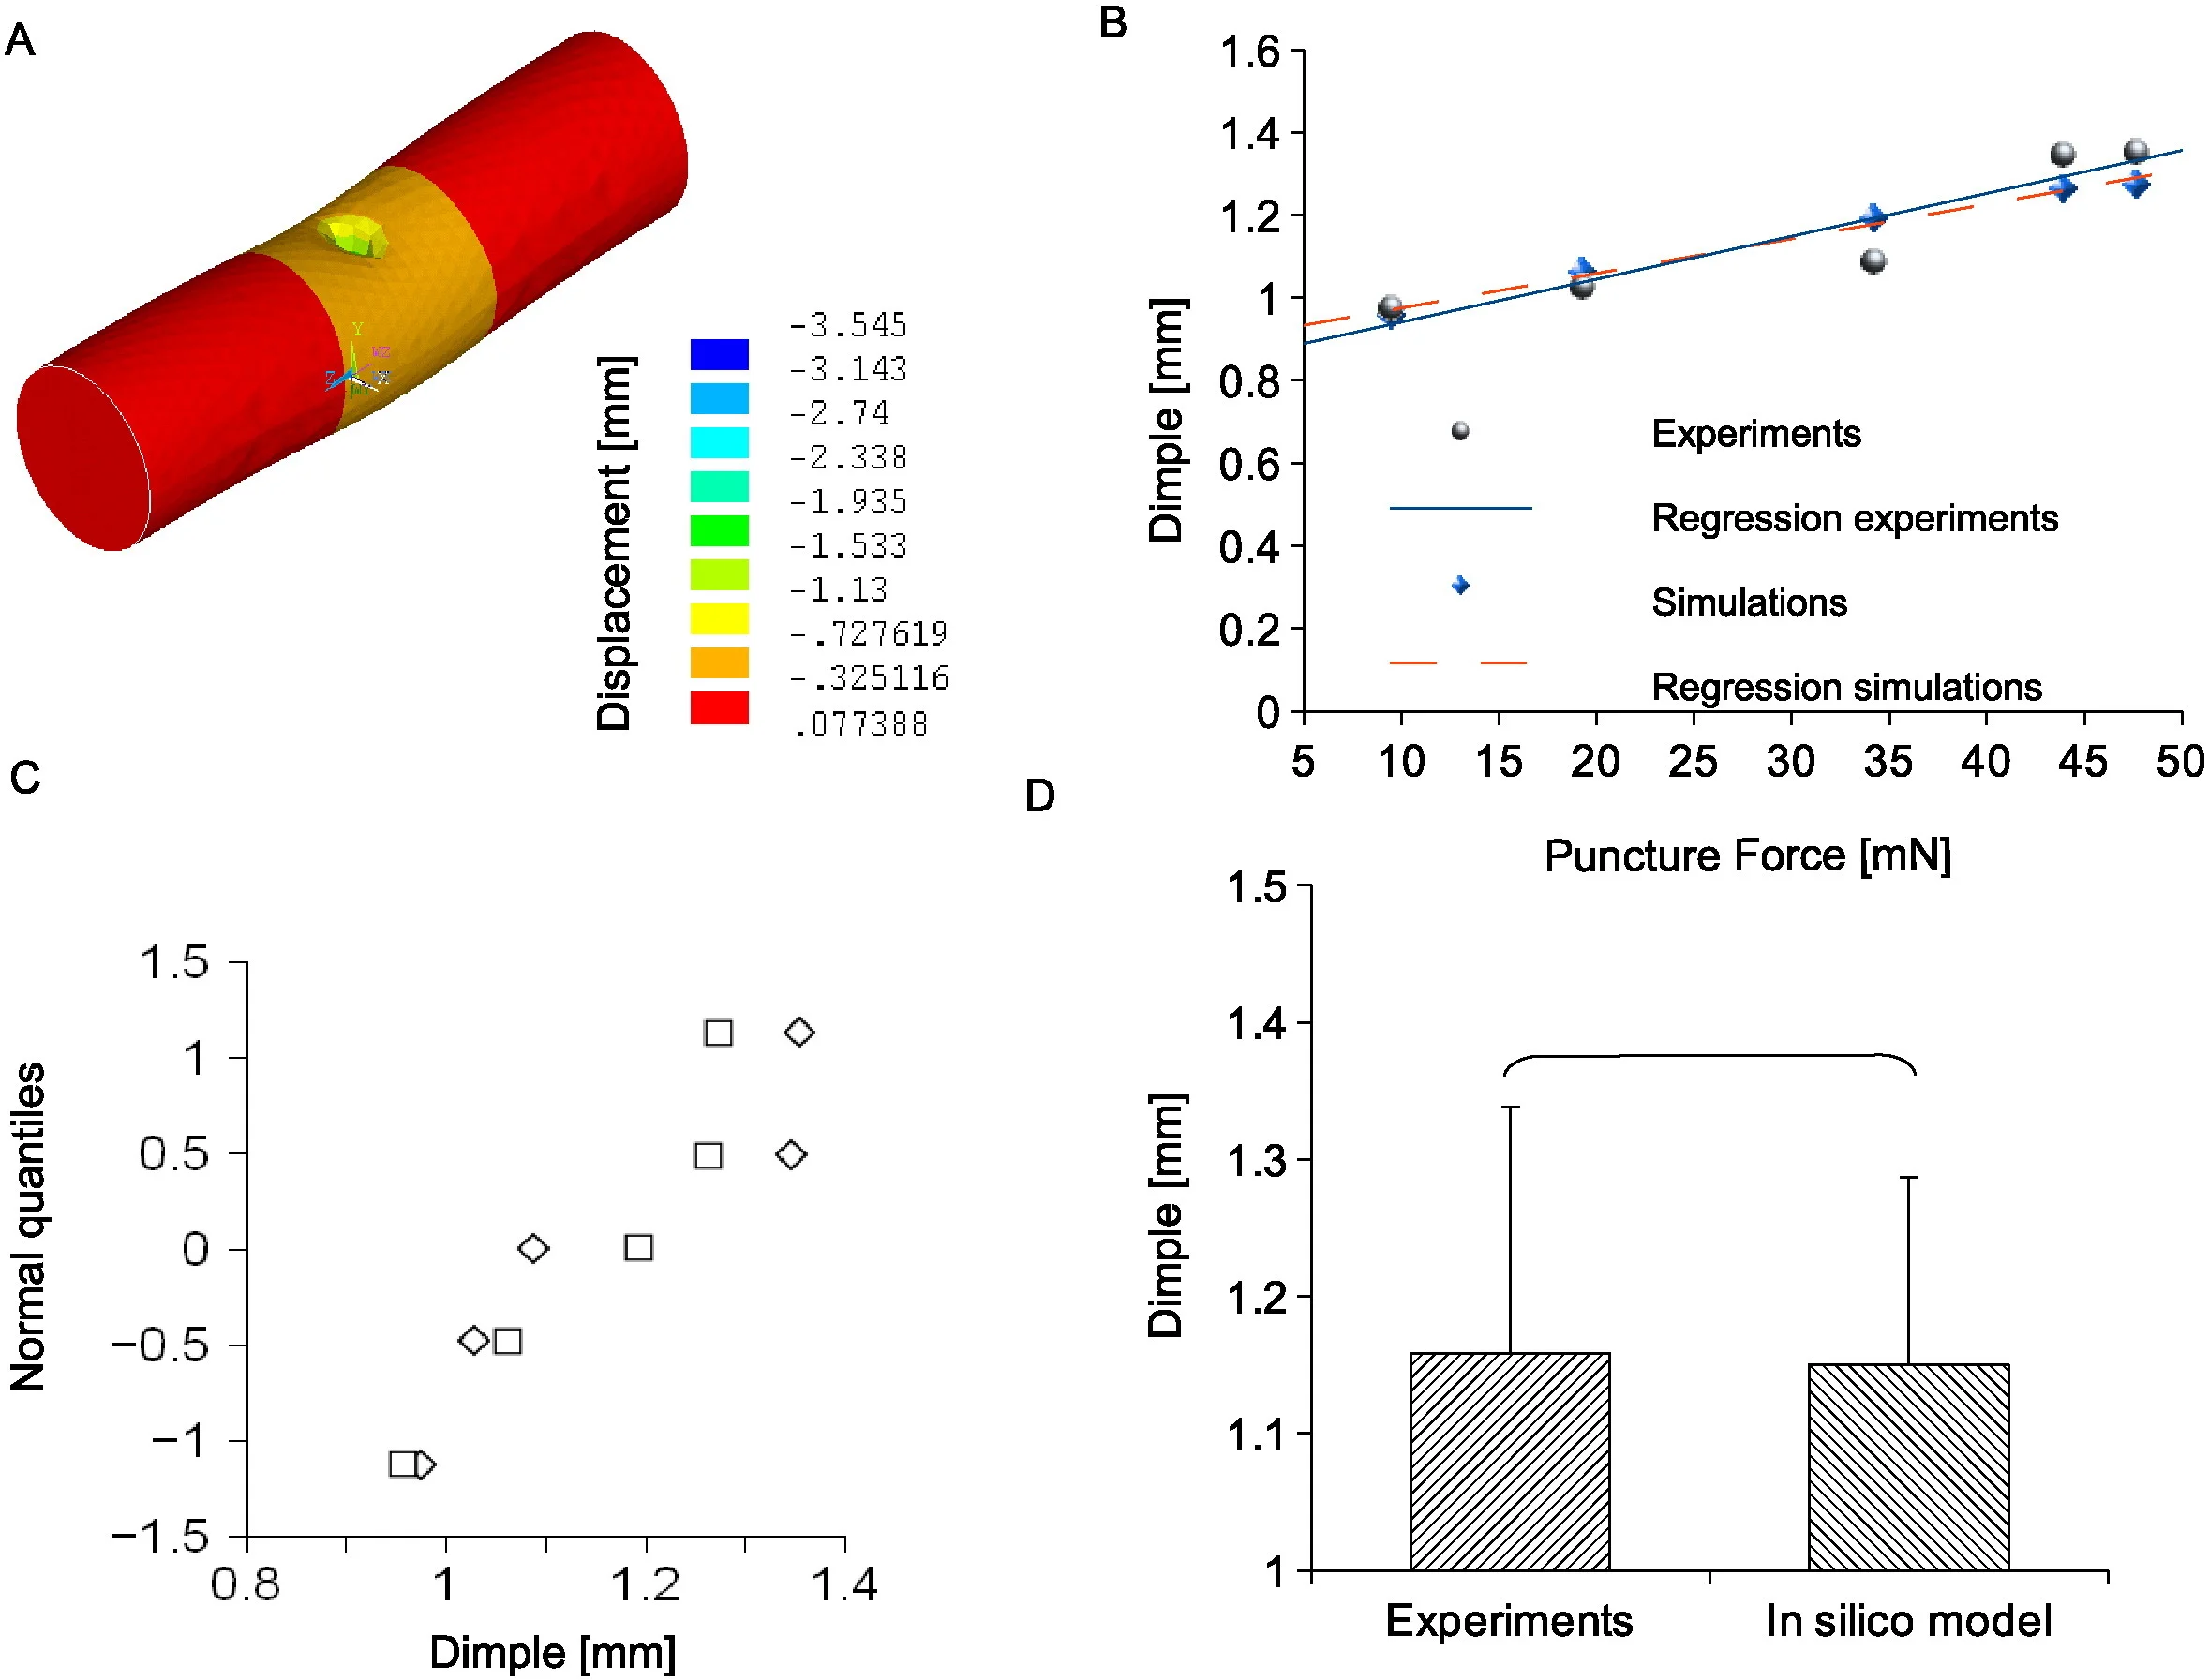 A
Y
Z
Displacement [mm]
-3.545
-3.143
-2.74
-2.338
-1.935
-1.533
-1.13
-.727619
-.325116
.077388
B
1.6
1.4
1.2
1
0.8
0.6
0.4
0.2
0
Dimple [mm]
Experiments
Regression experiments
Simulations
Regression simulations
5 10 15 20 25 30 35 40 45 50
Puncture Force [mN]
C
1.5
1
0.5
0
−0.5
−1
−1.5
Normal quantiles
0.8 1 1.2 1.4
Dimple [mm]
D
1.5
1.4
1.3
1.2
1.1
1
Dimple [mm]
Experiments In silico model